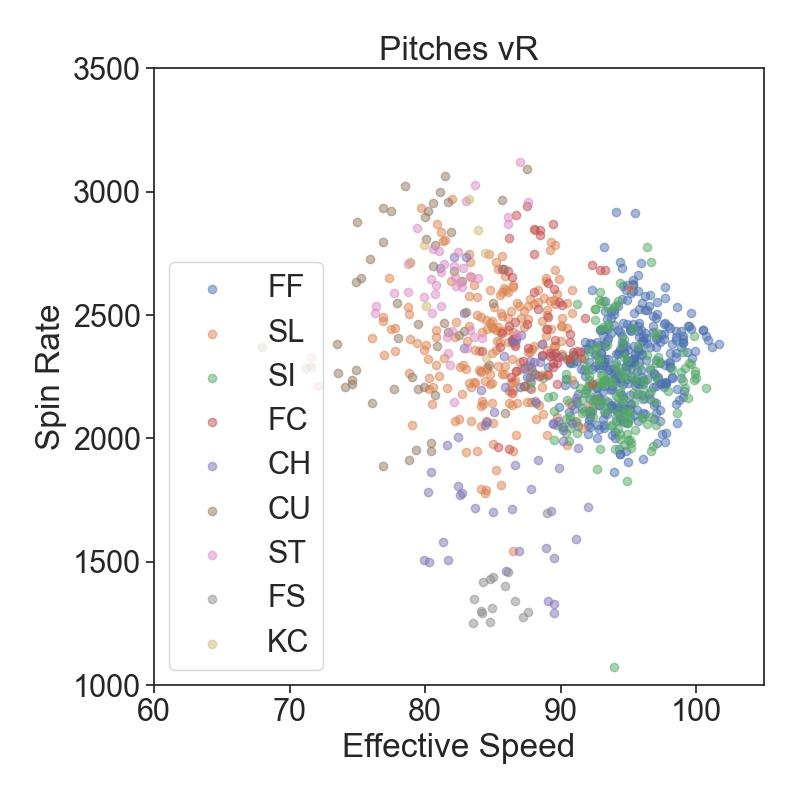 Pitches vR
3500
3000
2500
2000
1500
1000
Spin Rate
FF
SL
SI
FC
CH
CU
ST
FS
KC
60 70 80 90 100
Effective Speed